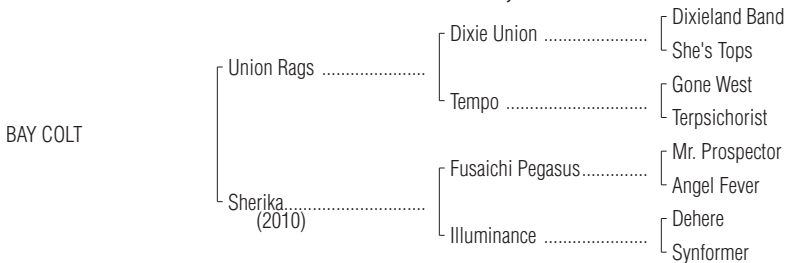 BAY COLT
Union Rags ......................
Sherika..............................
(2010)
Dixie Union ......................
Tempo ..............................
Fusaichi Pegasus..............
Illuminance ......................
Dixieland Band
She's Tops
Gone West
Terpsichorist
Mr. Prospector
Angel Fever
Dehere
Synformer